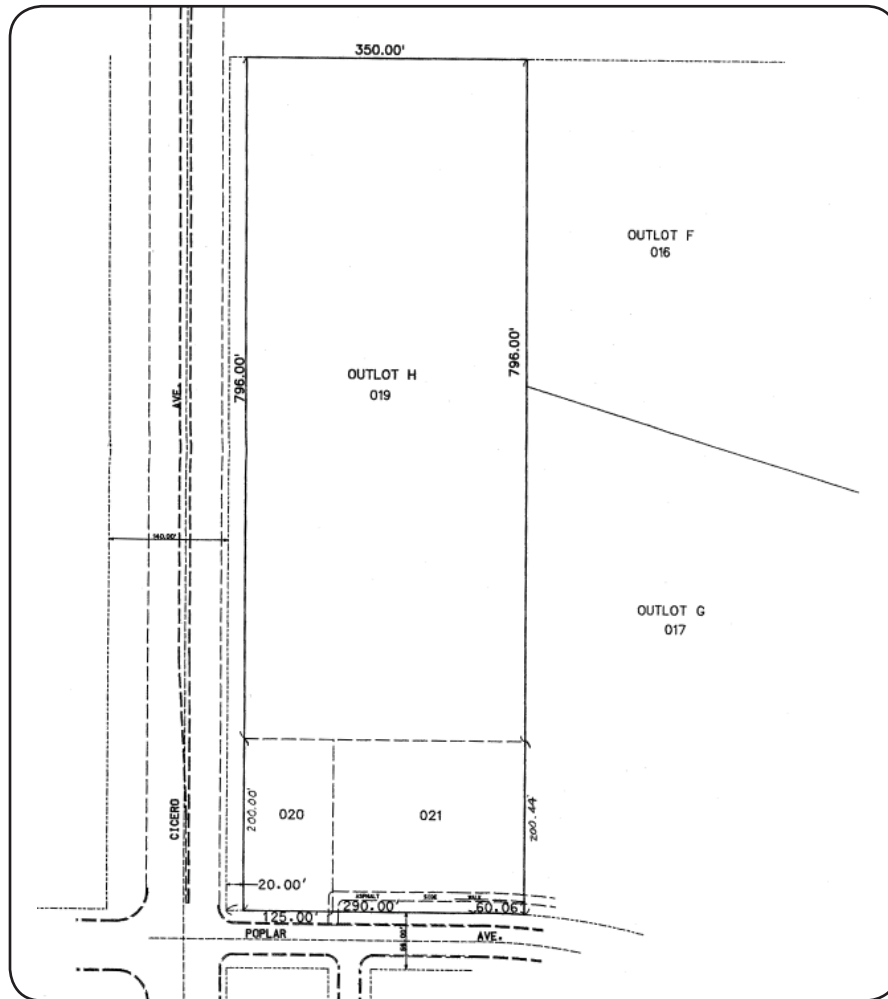 350.00'
OUTLOT F
016
796.00'
796.00'
OUTLOT H
019
AVE.
140.00'
OUTLOT G
017
CICERO
200.00'
020
021
200.44'
20.00'
ASPHALT SIDE WALK
125.00' 290.00' 60.06'
POPLAR AVE.